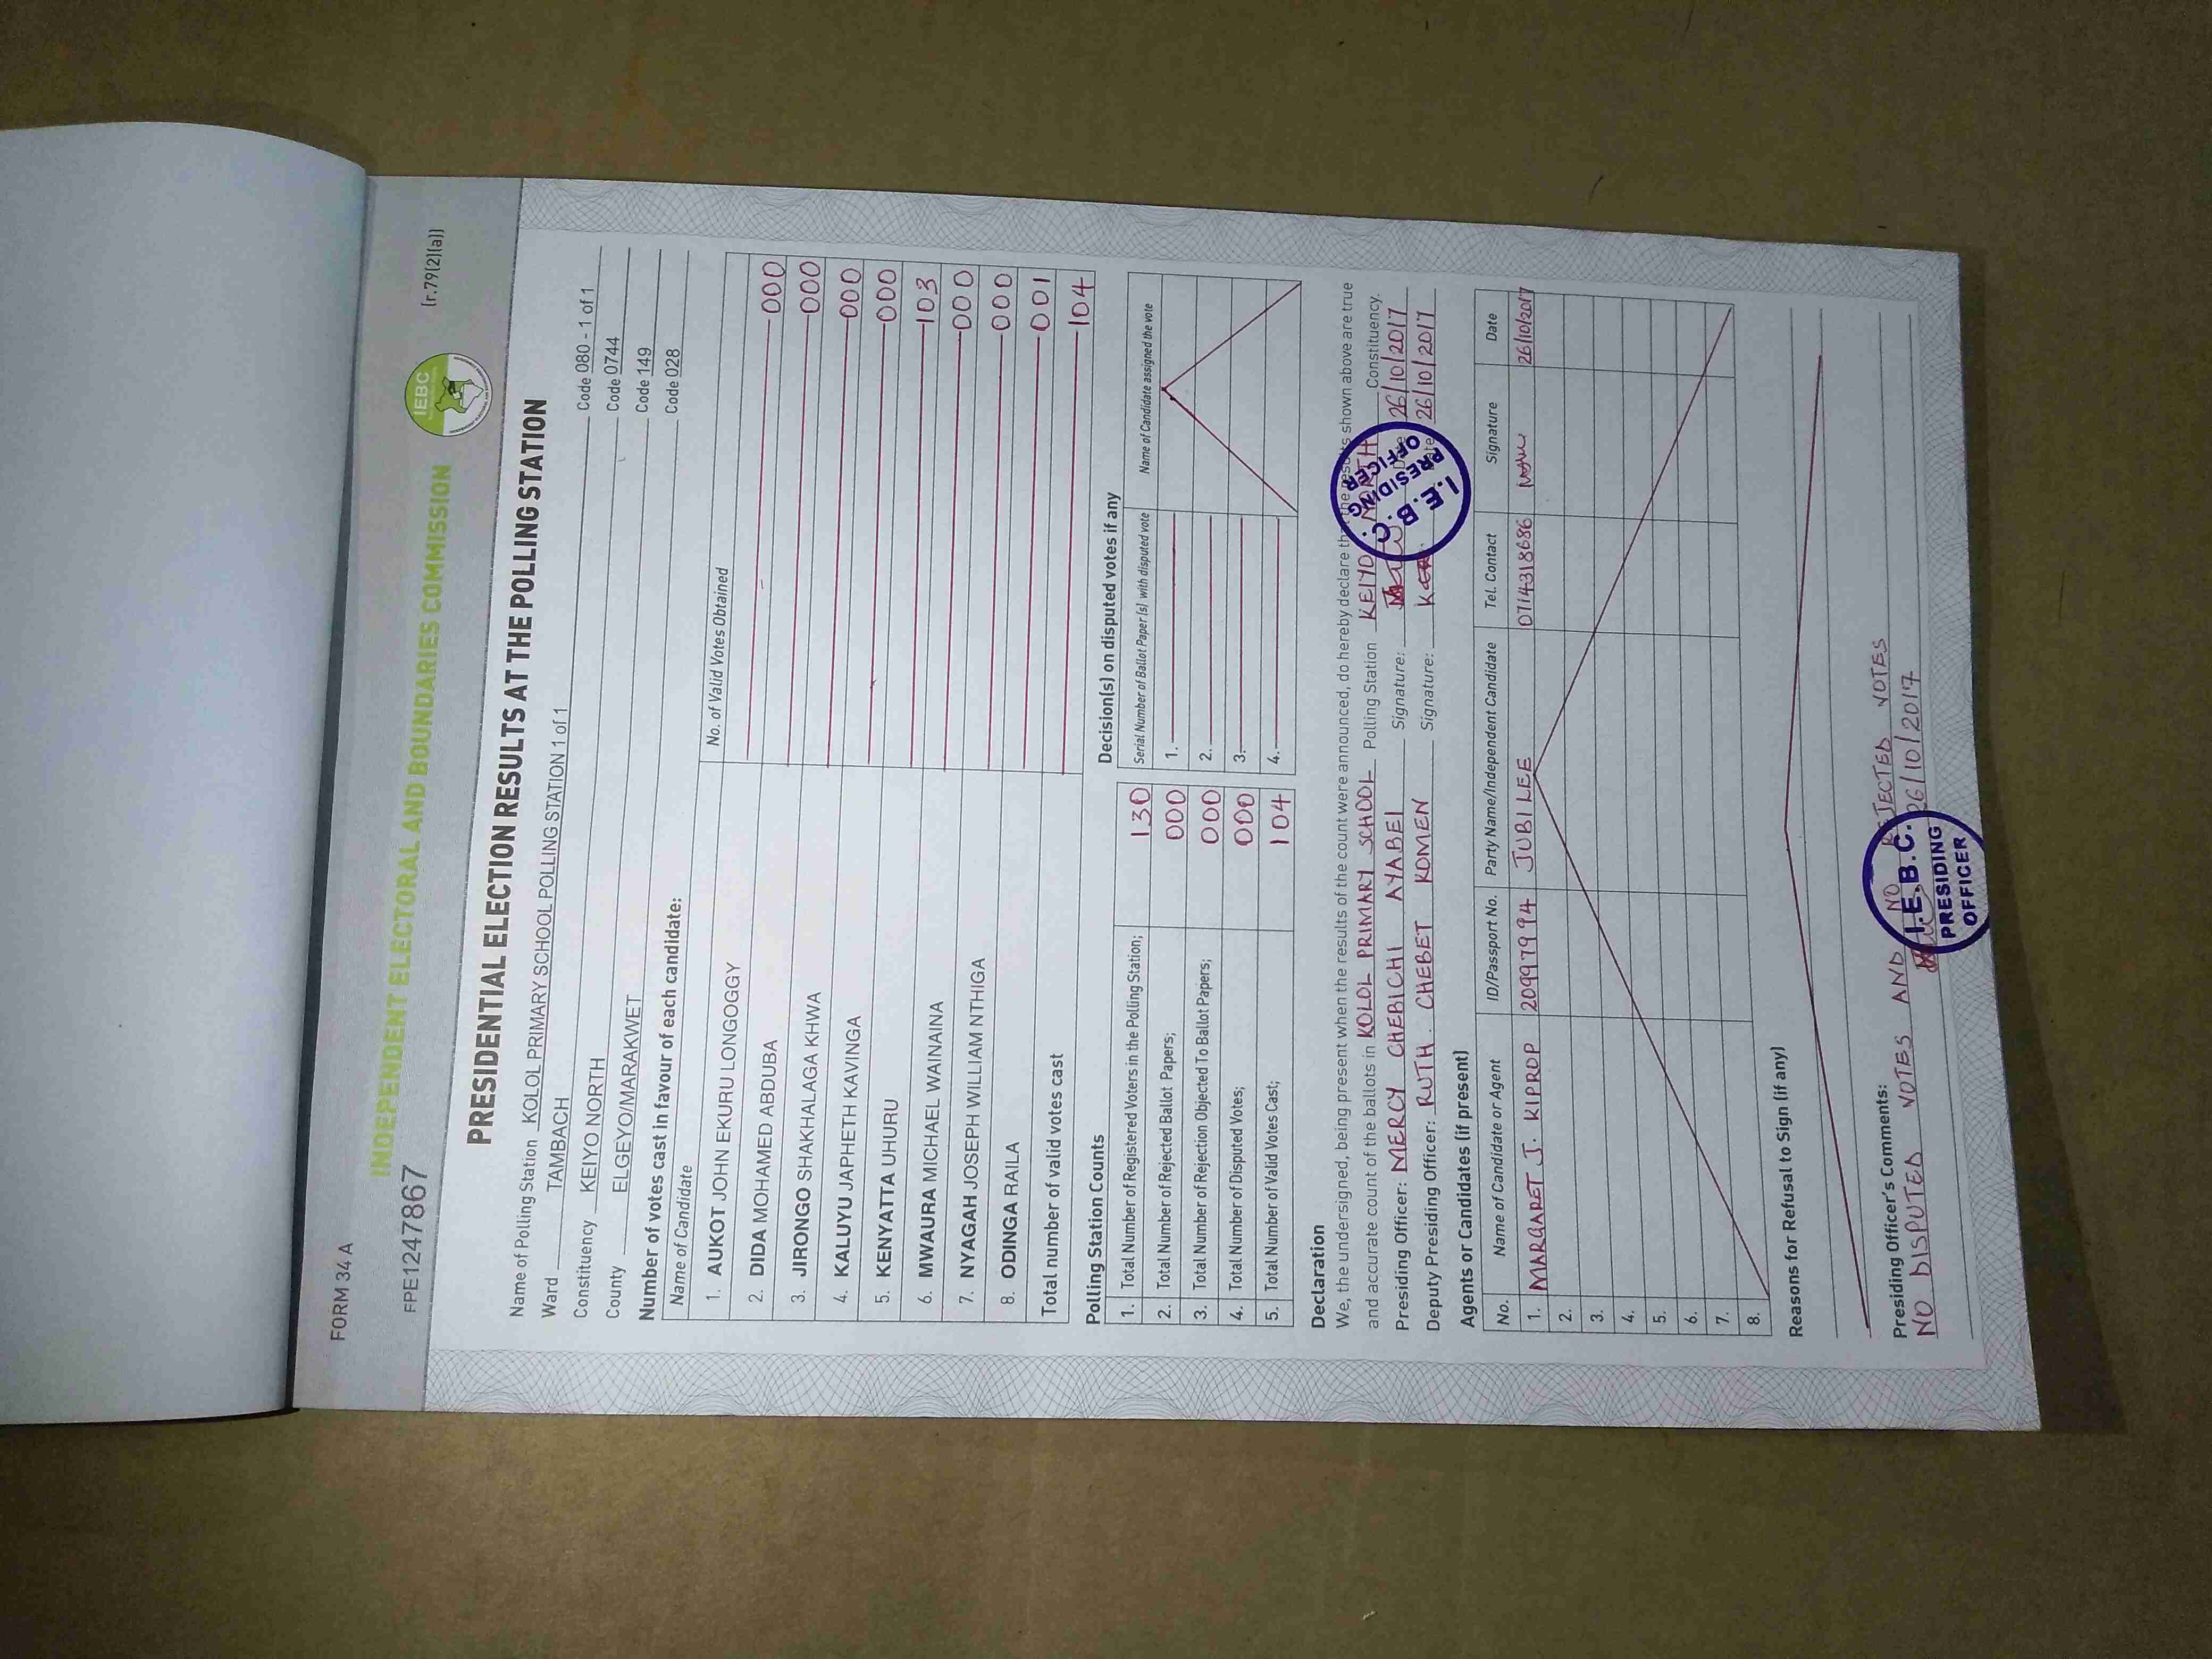 FORM 34 A
FPE1247867
INDEPENDENT ELECTORAL AND BOUNDARIES COMMISSION
IEBC
(r.79(2)(a))
PRESIDENTIAL ELECTION RESULTS AT THE POLLING STATION
Name of Polling Station KOLOL PRIMARY SCHOOL POLLING STATION 1 of 1 Code 080 - 1 of 1
Ward TAMBACH Code 0744
Constituency KEIYO NORTH Code 149
County ELGEYO/MARAKWET Code 028
Number of votes cast in favour of each candidate:
Name of Candidate No. of Valid Votes Obtained
1. AUKOT JOHN EKURU LONGOGGY 000
2. DIDA MOHAMED ABDUBA 000
3. JIRONGO SHAKHALAGA KHWA 000
4. KALUYU JAPHETH KAVINGA 000
5. KENYATTA UHURU 103
6. MWAURA MICHAEL WAINAINA 000
7. NYAGAH JOSEPH WILLIAM NTHIGA 000
8. ODINGA RAILA 001
Total number of valid votes cast 104
Polling Station Counts
1. Total Number of Registered Voters in the Polling Station; 130
2. Total Number of Rejected Ballot Papers; 000
3. Total Number of Rejection Objected To Ballot Papers; 000
4. Total Number of Disputed Votes; 000
5. Total Number of Valid Votes Cast; 104
Decision(s) on disputed votes if any
Serial Number of Ballot Paper (s) with disputed vote Name of Candidate assigned the vote
1.
2.
3.
4.
Declaration
We, the undersigned, being present when the results of the count were announced, do hereby declare that the results shown above are true
and accurate count of the ballots in KOLOL PRIMARY SCHOOL Polling Station KEIYO NORTH Constituency.
Presiding Officer: MERCY CHEBICHI AYABEI Signature: Date 26/10/2017
Deputy Presiding Officer: RUTH. CHEBET KOMEN Signature: Date 26/10/2017
I.E.B.C. PRESIDING OFFICER
Agents or Candidates (if present)
No. Name of Candidate or Agent ID/Passport No. Party Name/Independent Candidate Tel. Contact Signature Date
1. MARGARET J. KIPROP 20997994 JUBILEE 0714318686 26/10/2017
2.
3.
4.
5.
6.
7.
8.
Reasons for Refusal to Sign (if any)
Presiding Officer's Comments:
NO DISPUTED VOTES AND NO REJECTED VOTES
26/10/2017
I.E.B.C.
PRESIDING
OFFICER